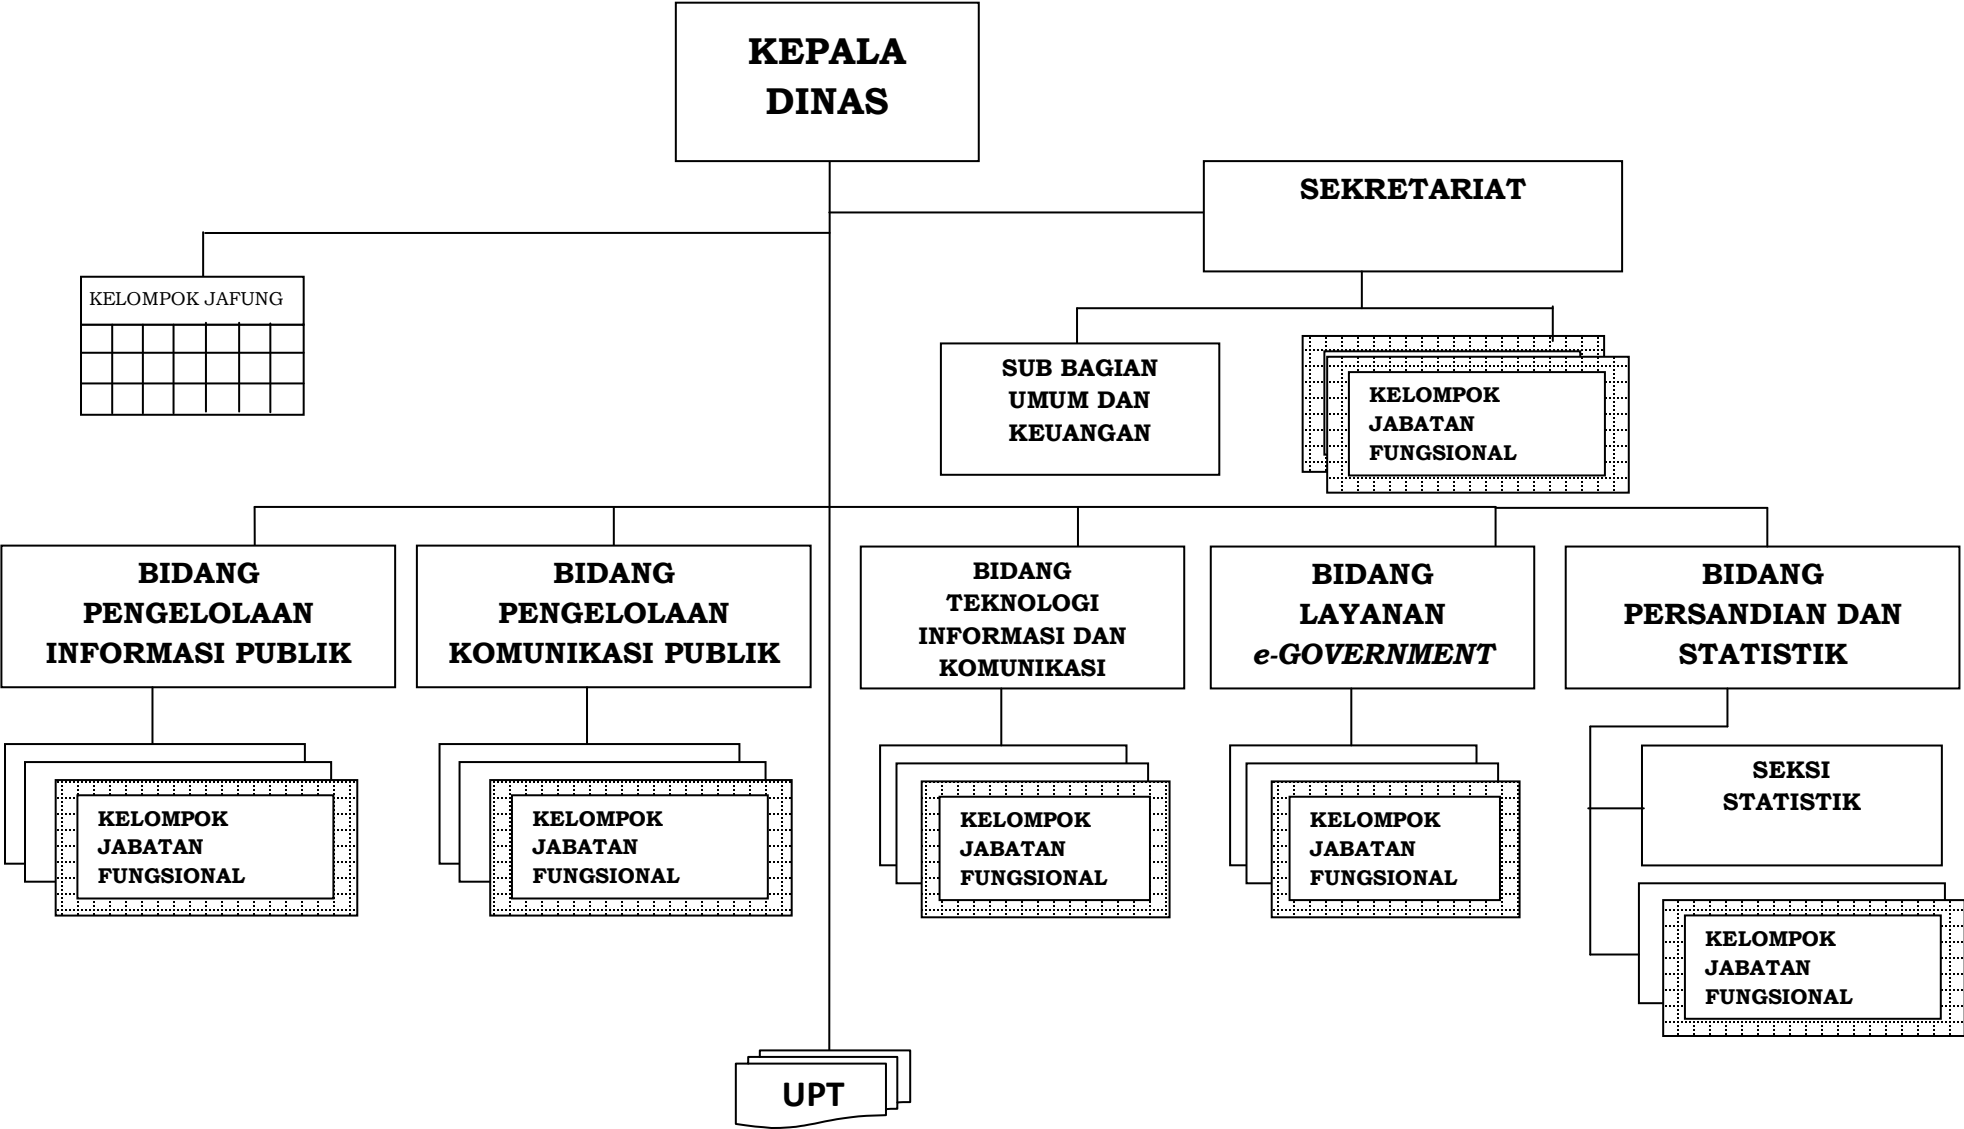 KEPALA
DINAS
SEKRETARIAT
KELOMPOK JAFUNG
SUB BAGIAN
UMUM DAN
KEUANGAN
KELOMPOK
JABATAN
FUNGSIONAL
BIDANG
PENGELOLAAN
INFORMASI PUBLIK
BIDANG
PENGELOLAAN
KOMUNIKASI PUBLIK
BIDANG
TEKNOLOGI
INFORMASI DAN
KOMUNIKASI
BIDANG
LAYANAN
e-GOVERNMENT
BIDANG
PERSANDIAN DAN
STATISTIK
KELOMPOK
JABATAN
FUNGSIONAL
KELOMPOK
JABATAN
FUNGSIONAL
KELOMPOK
JABATAN
FUNGSIONAL
KELOMPOK
JABATAN
FUNGSIONAL
SEKSI
STATISTIK
KELOMPOK
JABATAN
FUNGSIONAL
UPT